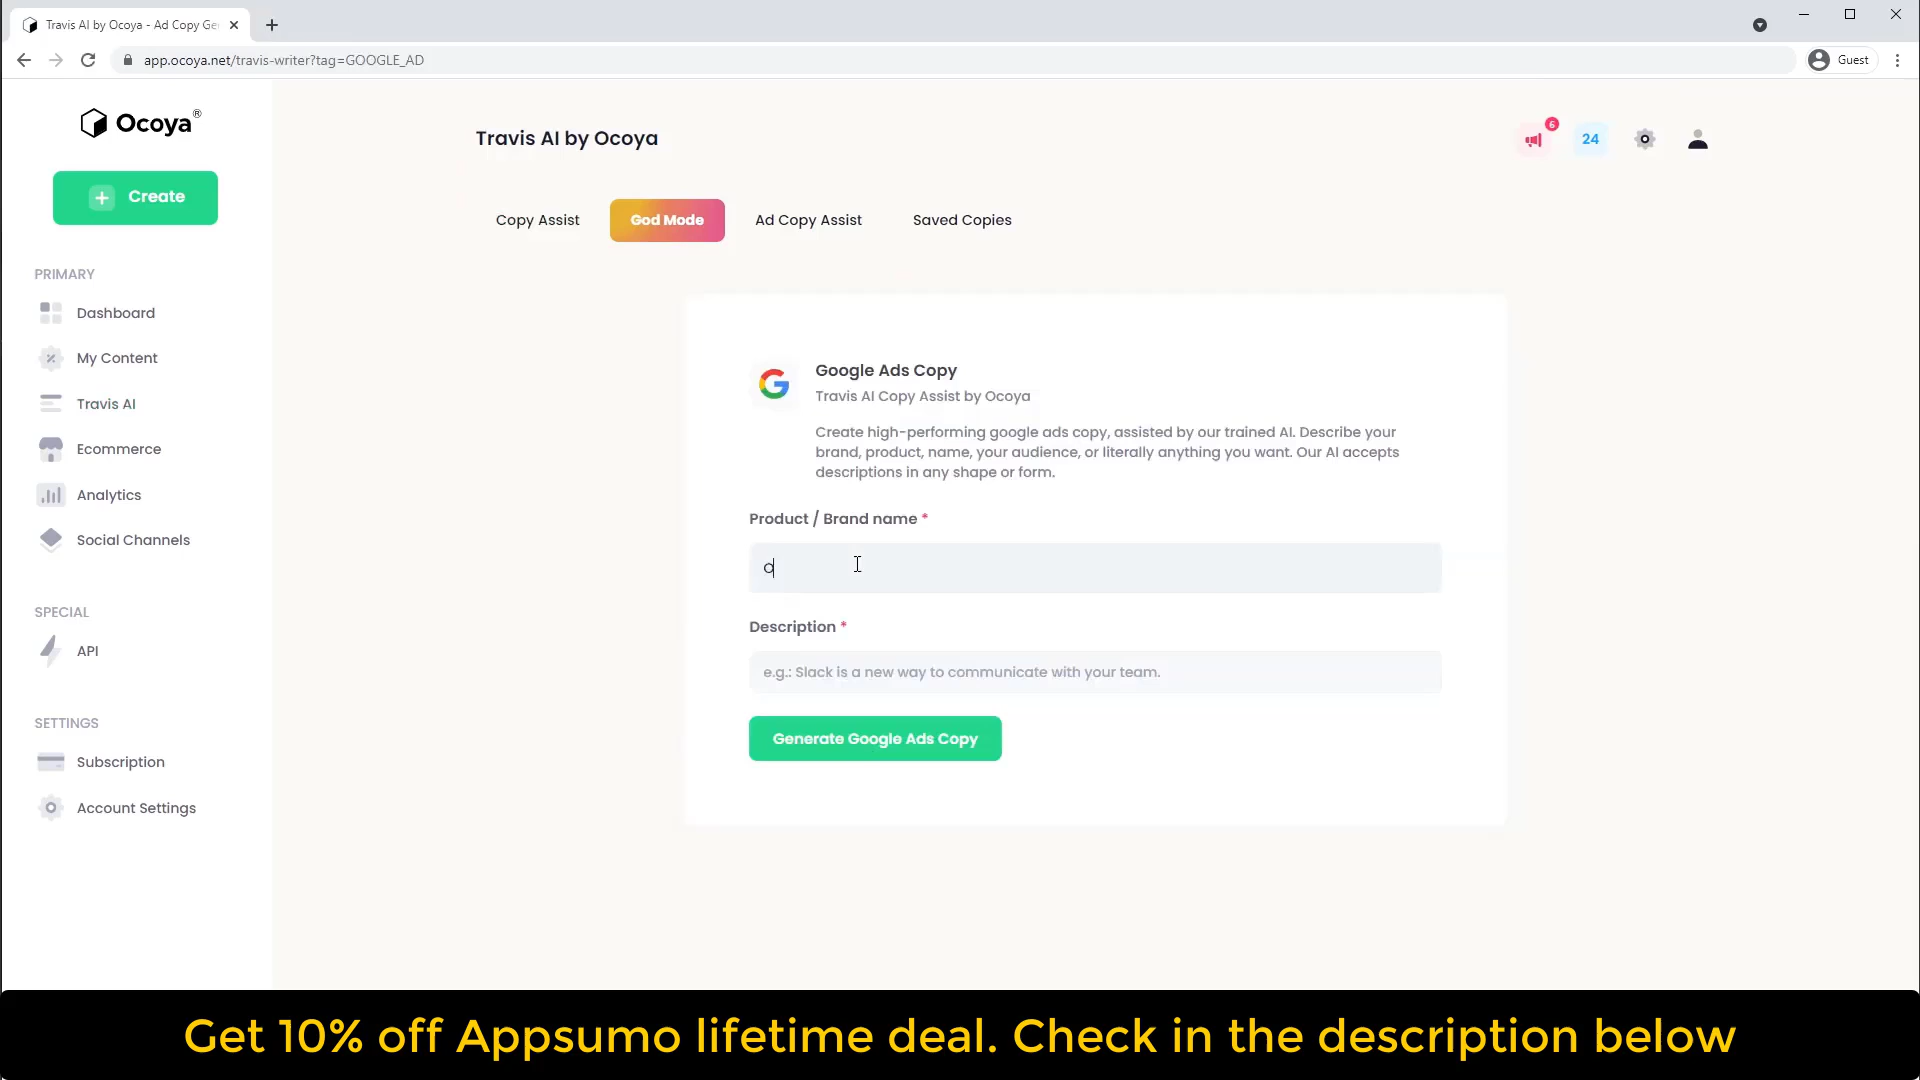 Travis AI by Ocoya - Ad Copy Ge
app.ocoya.net/travis-writer?tag=GOOGLE_AD
Guest
Ocoya®
Travis AI by Ocoya
6
24
Create
Copy Assist
God Mode
Ad Copy Assist
Saved Copies
PRIMARY
Dashboard
My Content
Travis AI
Ecommerce
Analytics
Social Channels
SPECIAL
API
SETTINGS
Subscription
Account Settings
Google Ads Copy
Travis AI Copy Assist by Ocoya
Create high-performing google ads copy, assisted by our trained AI. Describe your
brand, product, name, your audience, or literally anything you want. Our AI accepts
descriptions in any shape or form.
Product / Brand name *
o
Description *
e.g.: Slack is a new way to communicate with your team.
Generate Google Ads Copy
Get 10% off Appsumo lifetime deal. Check in the description below